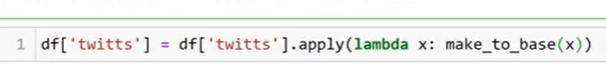 1 df['twitts'] = df['twitts'].apply(lambda x: make_to_base(x))